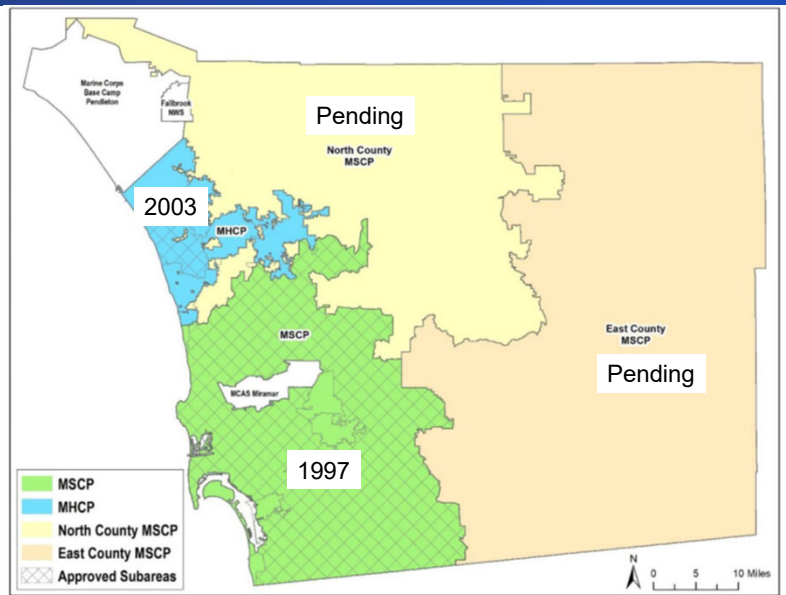 Marine Corps
Base Camp
Pendleton
Fallbrook
NWS
Pending
North County
MSCP
2003
MHCP
MSCP
East County
MSCP
Pending
MCAS Miramar
1997
MSCP
MHCP
North County MSCP
East County MSCP
Approved Subareas
N
0 5 10 Miles